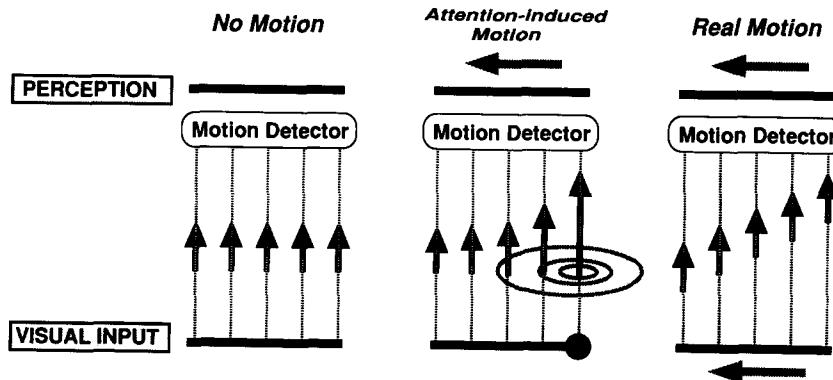 No Motion
Attention-induced
Motion
Real Motion
PERCEPTION
Motion Detector
Motion Detector
Motion Detector
VISUAL INPUT